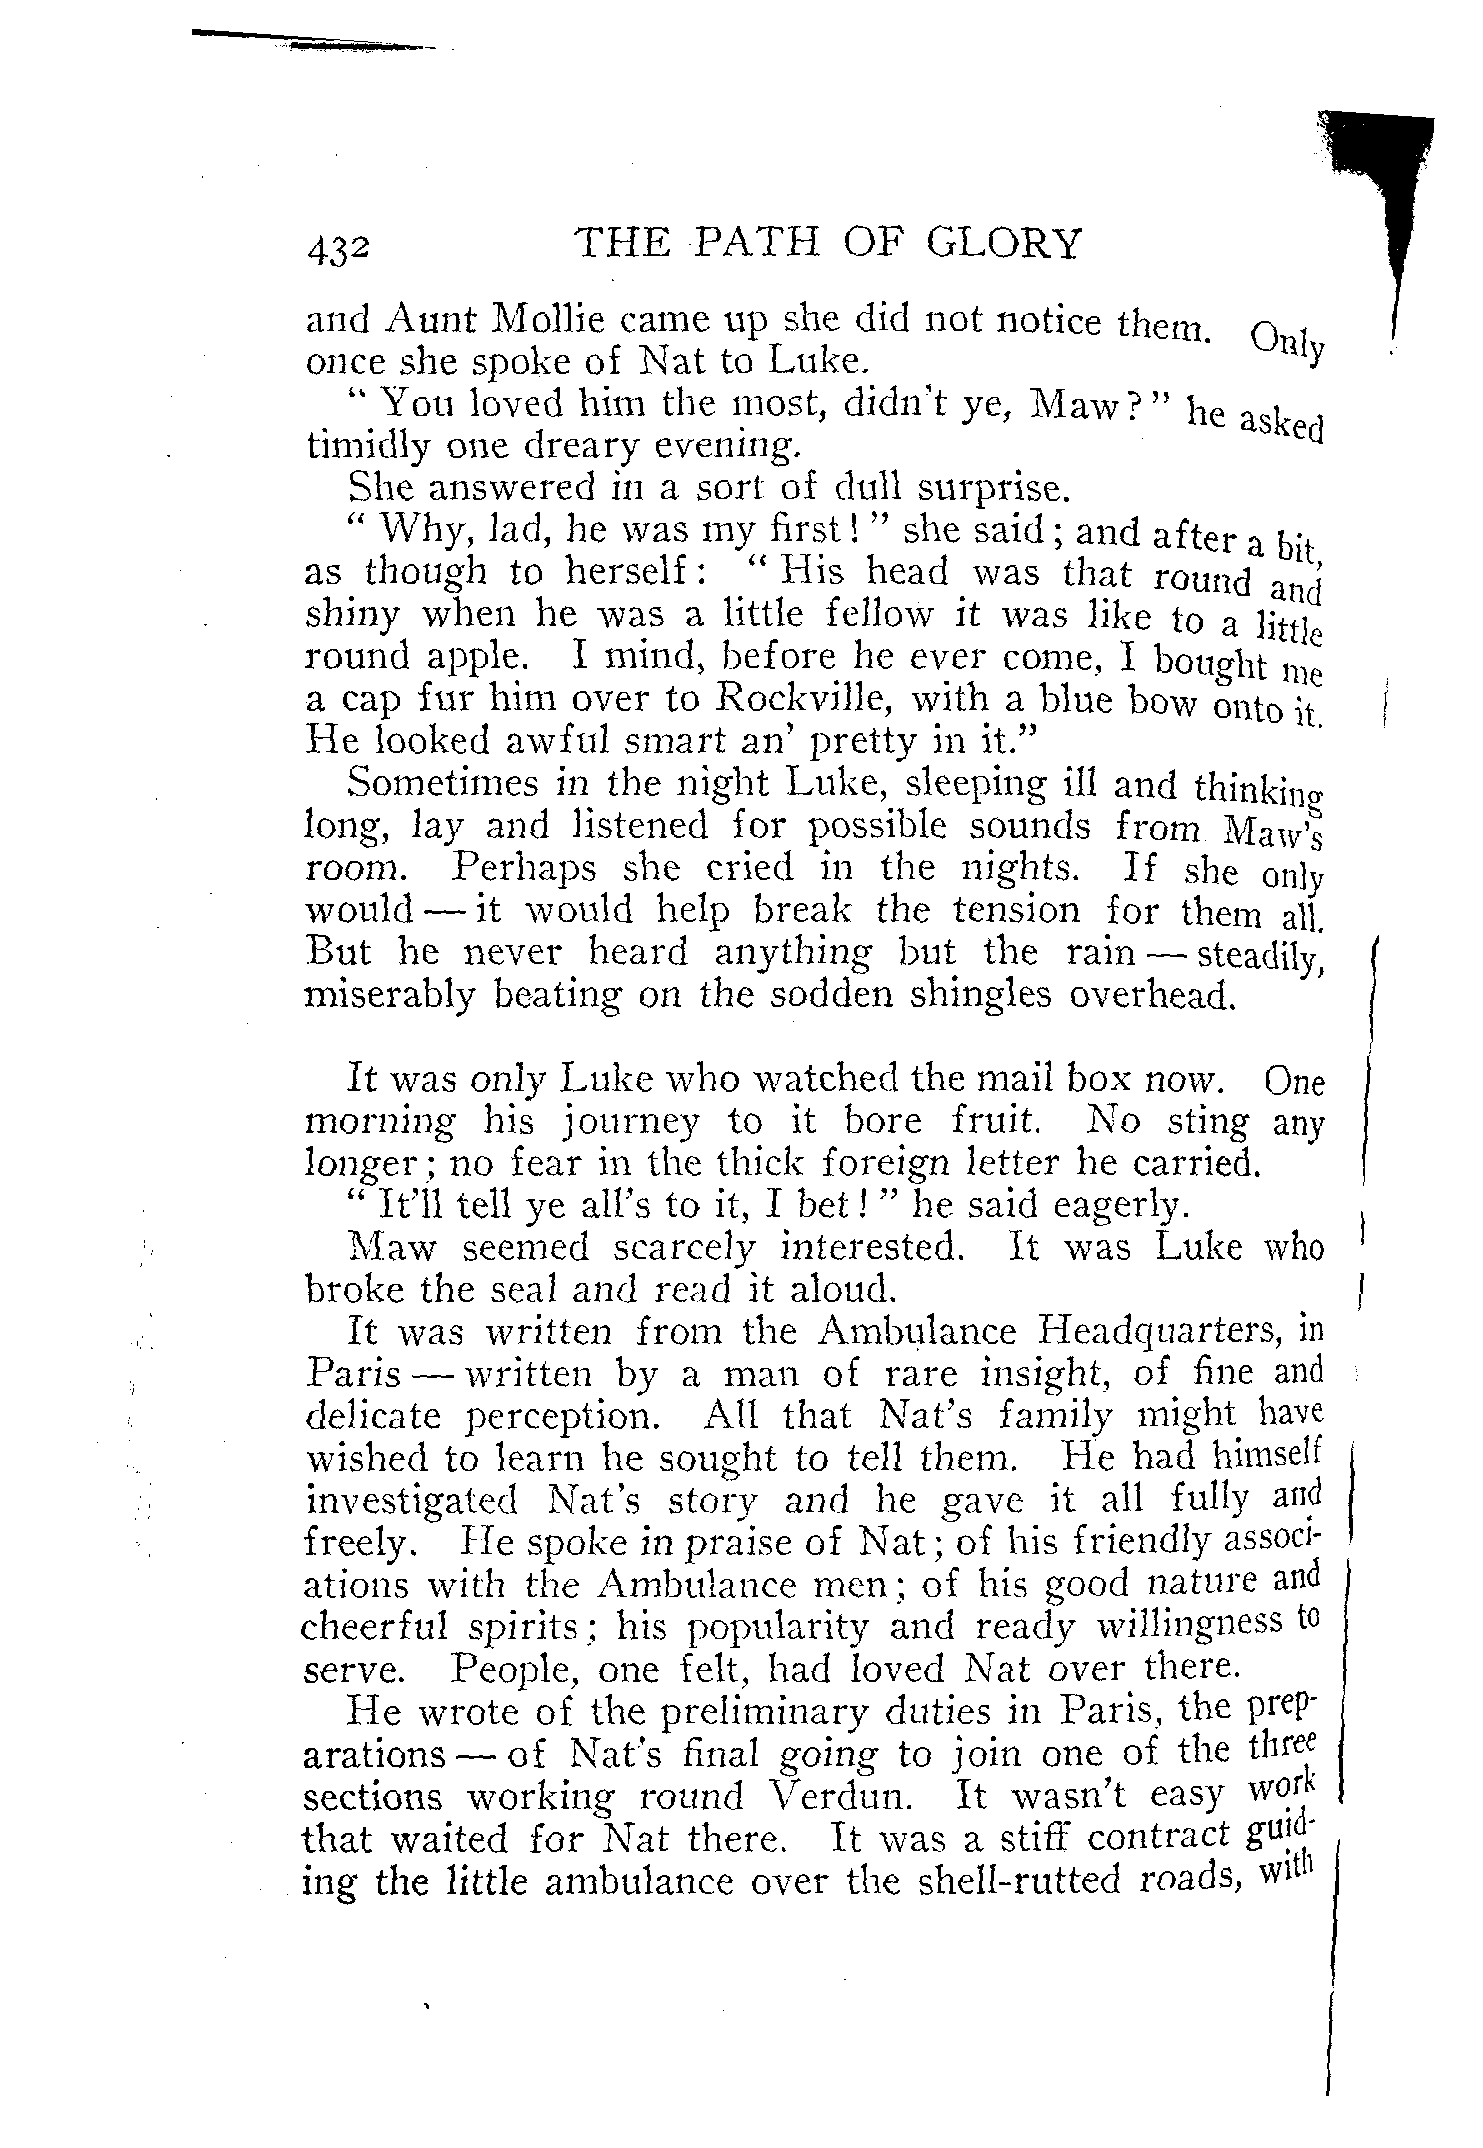 432 THE PATH OF GLORY
and Aunt Mollie came up she did not notice them. Only
once she spoke of Nat to Luke.
" You loved him the most, didn't ye, Maw? " he asked
timidly one dreary evening.
She answered in a sort of dull surprise.
" Why, lad, he was my first! " she said; and after a bit,
as though to herself: " His head was that round and
shiny when he was a little fellow it was like to a little
round apple. I mind, before he ever come, I bought me
a cap fur him over to Rockville, with a blue bow onto it.
He looked awful smart an' pretty in it."
Sometimes in the night Luke, sleeping ill and thinking
long, lay and listened for possible sounds from Maw's
room. Perhaps she cried in the nights. If she only
would — it would help break the tension for them all.
But he never heard anything but the rain — steadily,
miserably beating on the sodden shingles overhead.
It was only Luke who watched the mail box now. One
morning his journey to it bore fruit. No sting any
longer; no fear in the thick foreign letter he carried.
" It'll tell ye all's to it, I bet! " he said eagerly.
Maw seemed scarcely interested. It was Luke who
broke the seal and read it aloud.
It was written from the Ambulance Headquarters, in
Paris — written by a man of rare insight, of fine and
delicate perception. All that Nat's family might have
wished to learn he sought to tell them. He had himself
investigated Nat's story and he gave it all fully and
freely. He spoke in praise of Nat; of his friendly associ-
ations with the Ambulance men; of his good nature and
cheerful spirits; his popularity and ready willingness to
serve. People, one felt, had loved Nat over there.
He wrote of the preliminary duties in Paris, the prep-
arations — of Nat's final going to join one of the three
sections working round Verdun. It wasn't easy work
that waited for Nat there. It was a stiff contract guid-
ing the little ambulance over the shell-rutted roads, with